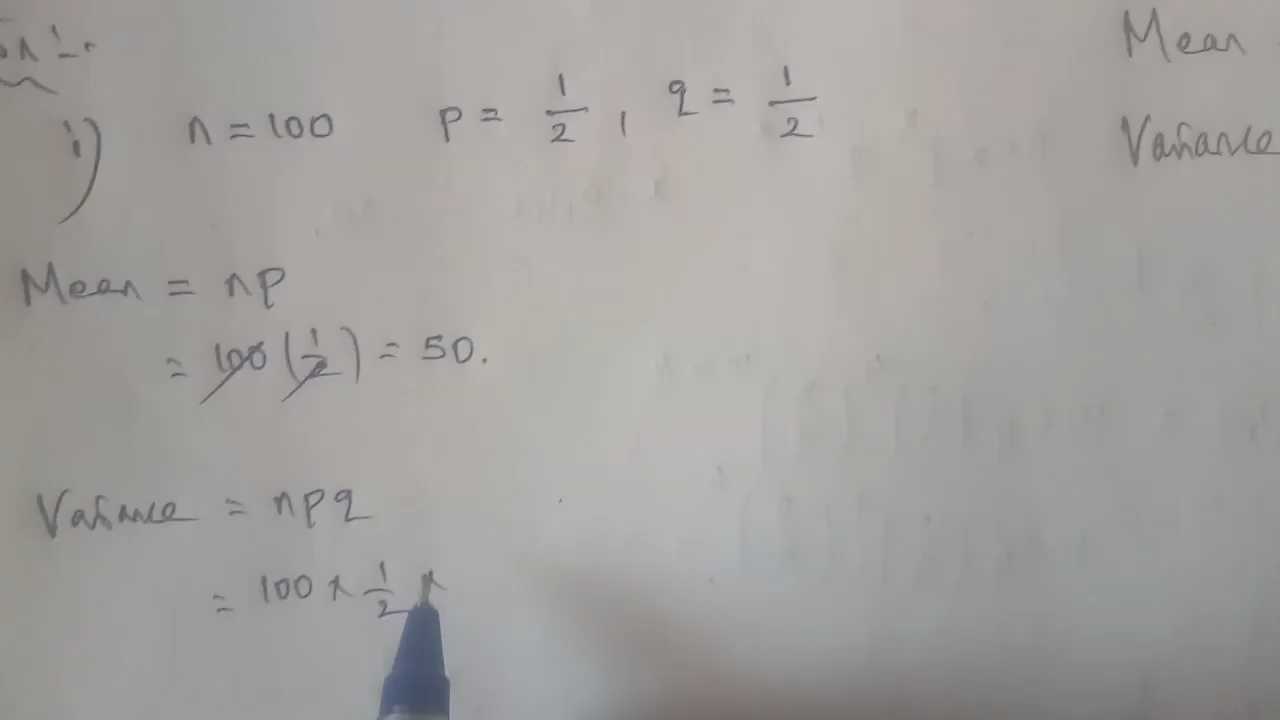 i) n = 100 p = 1/2 , q = 1/2
Mean
Variance
Mean = np
= 100 (1/2) = 50.
Variance = npq
= 100 x 1/2 x